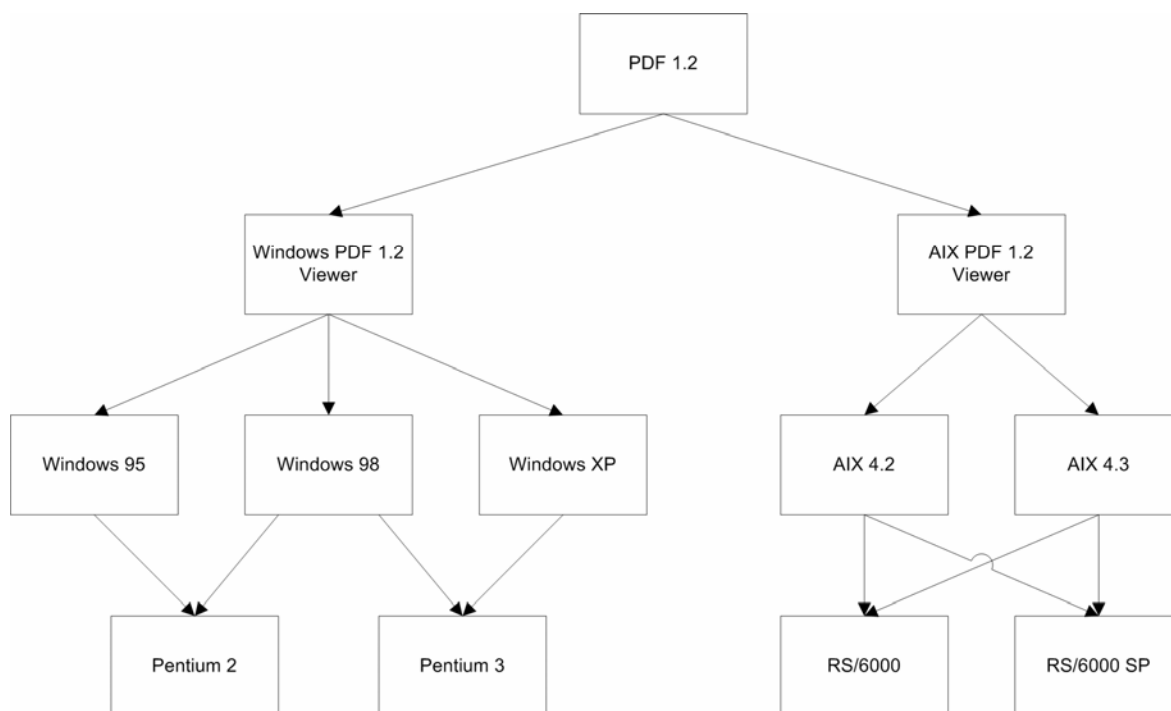 PDF 1.2
Windows PDF 1.2
Viewer
AIX PDF 1.2
Viewer
Windows 95
Windows 98
Windows XP
AIX 4.2
AIX 4.3
Pentium 2
Pentium 3
RS/6000
RS/6000 SP